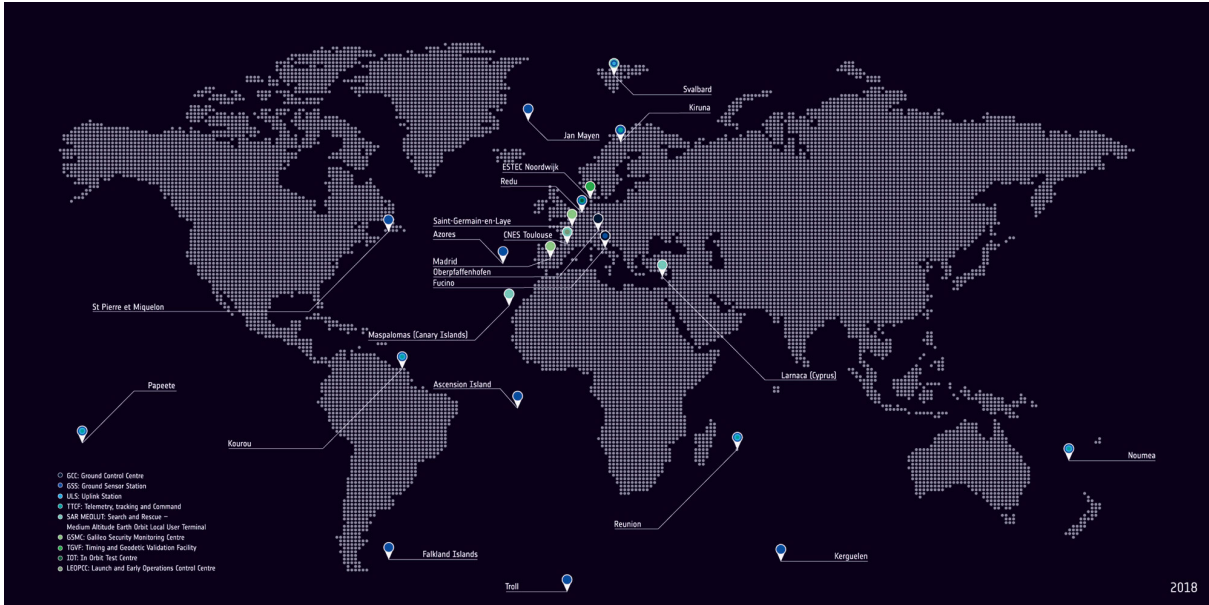 Svalbard
Kiruna
Jan Mayen
ESTEC Noordwijk
Redu
Saint-Germain-en-Laye
Azores
CNES Toulouse
Madrid
Oberpfaffenhofen
Fucino
St Pierre et Miquelon
Maspalomas (Canary Islands)
Larnaca (Cyprus)
Papeete
Ascension Island
Kourou
Noumea
Reunion
GCC: Ground Control Centre
GSS: Ground Sensor Station
ULS: Uplink Station
TTCF: Telemetry, tracking and Command
SAR MEOLUT: Search and Rescue –
Medium Altitude Earth Orbit Local User Terminal
GSMC: Galileo Security Monitoring Centre
TGVF: Timing and Geodetic Validation Facility
IOT: In Orbit Test Centre
LEOPCC: Launch and Early Operations Control Centre
Falkland Islands
Kerguelen
Troll
2018